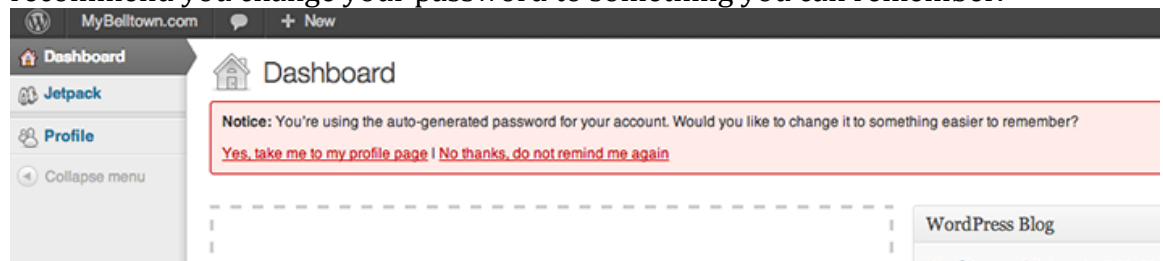 recommend you change your password to something you can remember.
MyBelltown.com + New
Dashboard
Jetpack
Profile
Collapse menu
Dashboard
Notice: You're using the auto-generated password for your account. Would you like to change it to something easier to remember?
Yes, take me to my profile page | No thanks, do not remind me again
WordPress Blog